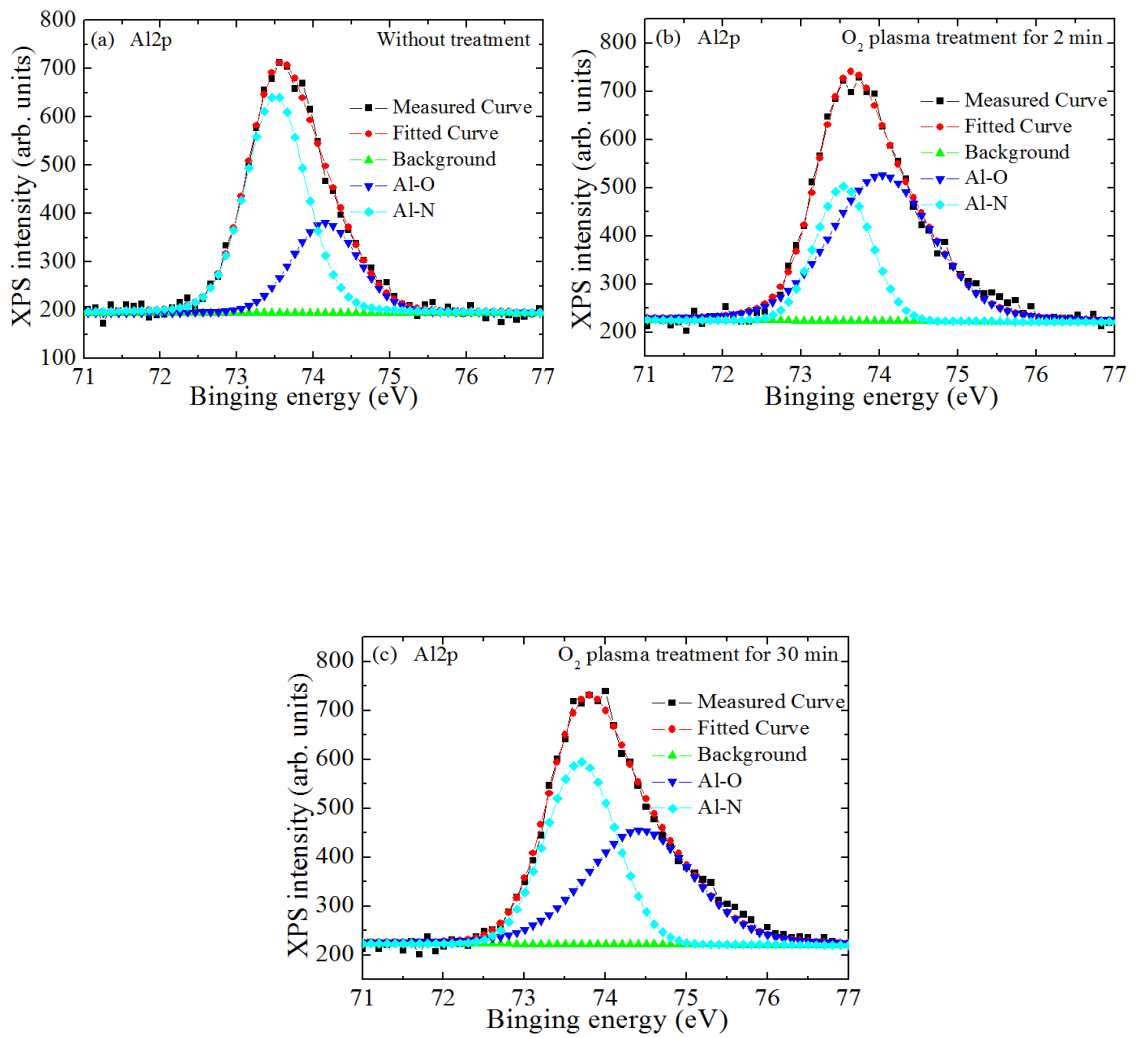 (a) Al2p Without treatment
800
700
600
500
400
300
200
100
XPS intensity (arb. units)
Measured Curve
Fitted Curve
Background
Al-O
Al-N
71 72 73 74 75 76 77
Binging energy (eV)
(b) Al2p O2 plasma treatment for 2 min
800
700
600
500
400
300
200
XPS intensity (arb. units)
Measured Curve
Fitted Curve
Background
Al-O
Al-N
71 72 73 74 75 76 77
Binging energy (eV)
(c) Al2p O2 plasma treatment for 30 min
800
700
600
500
400
300
200
XPS intensity (arb. units)
Measured Curve
Fitted Curve
Background
Al-O
Al-N
71 72 73 74 75 76 77
Binging energy (eV)